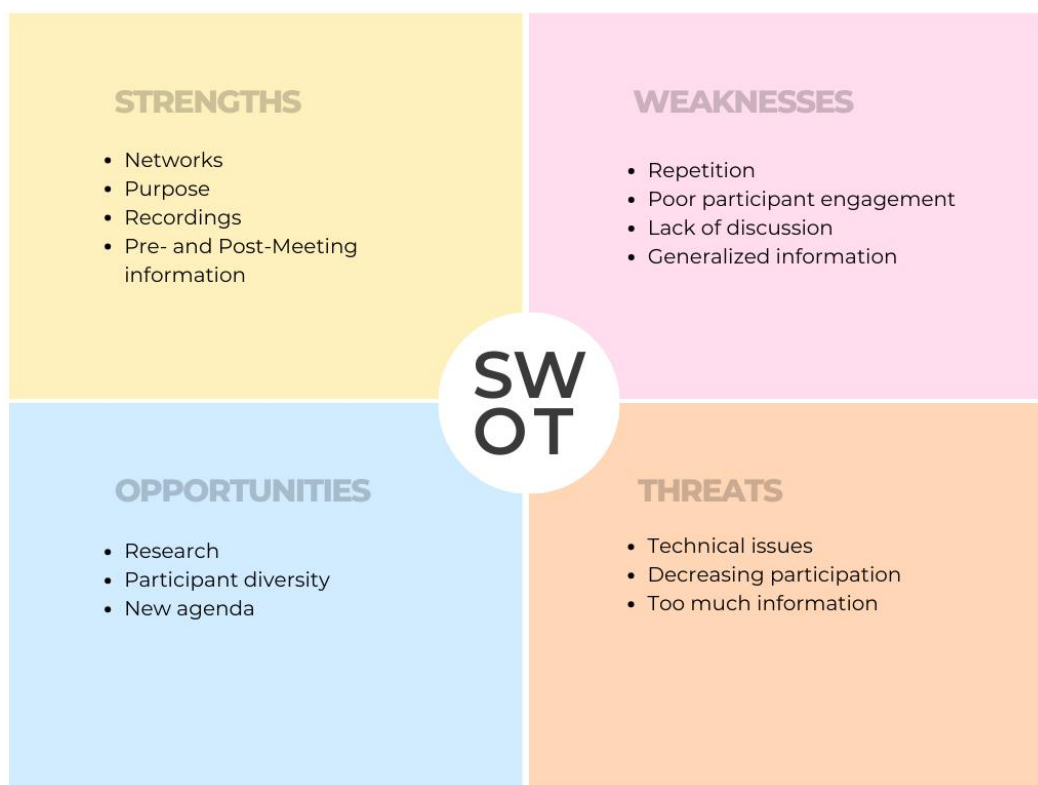 STRENGTHS
• Networks
• Purpose
• Recordings
• Pre- and Post-Meeting
information
WEAKNESSES
• Repetition
• Poor participant engagement
• Lack of discussion
• Generalized information
SW
OT
OPPORTUNITIES
• Research
• Participant diversity
• New agenda
THREATS
• Technical issues
• Decreasing participation
• Too much information